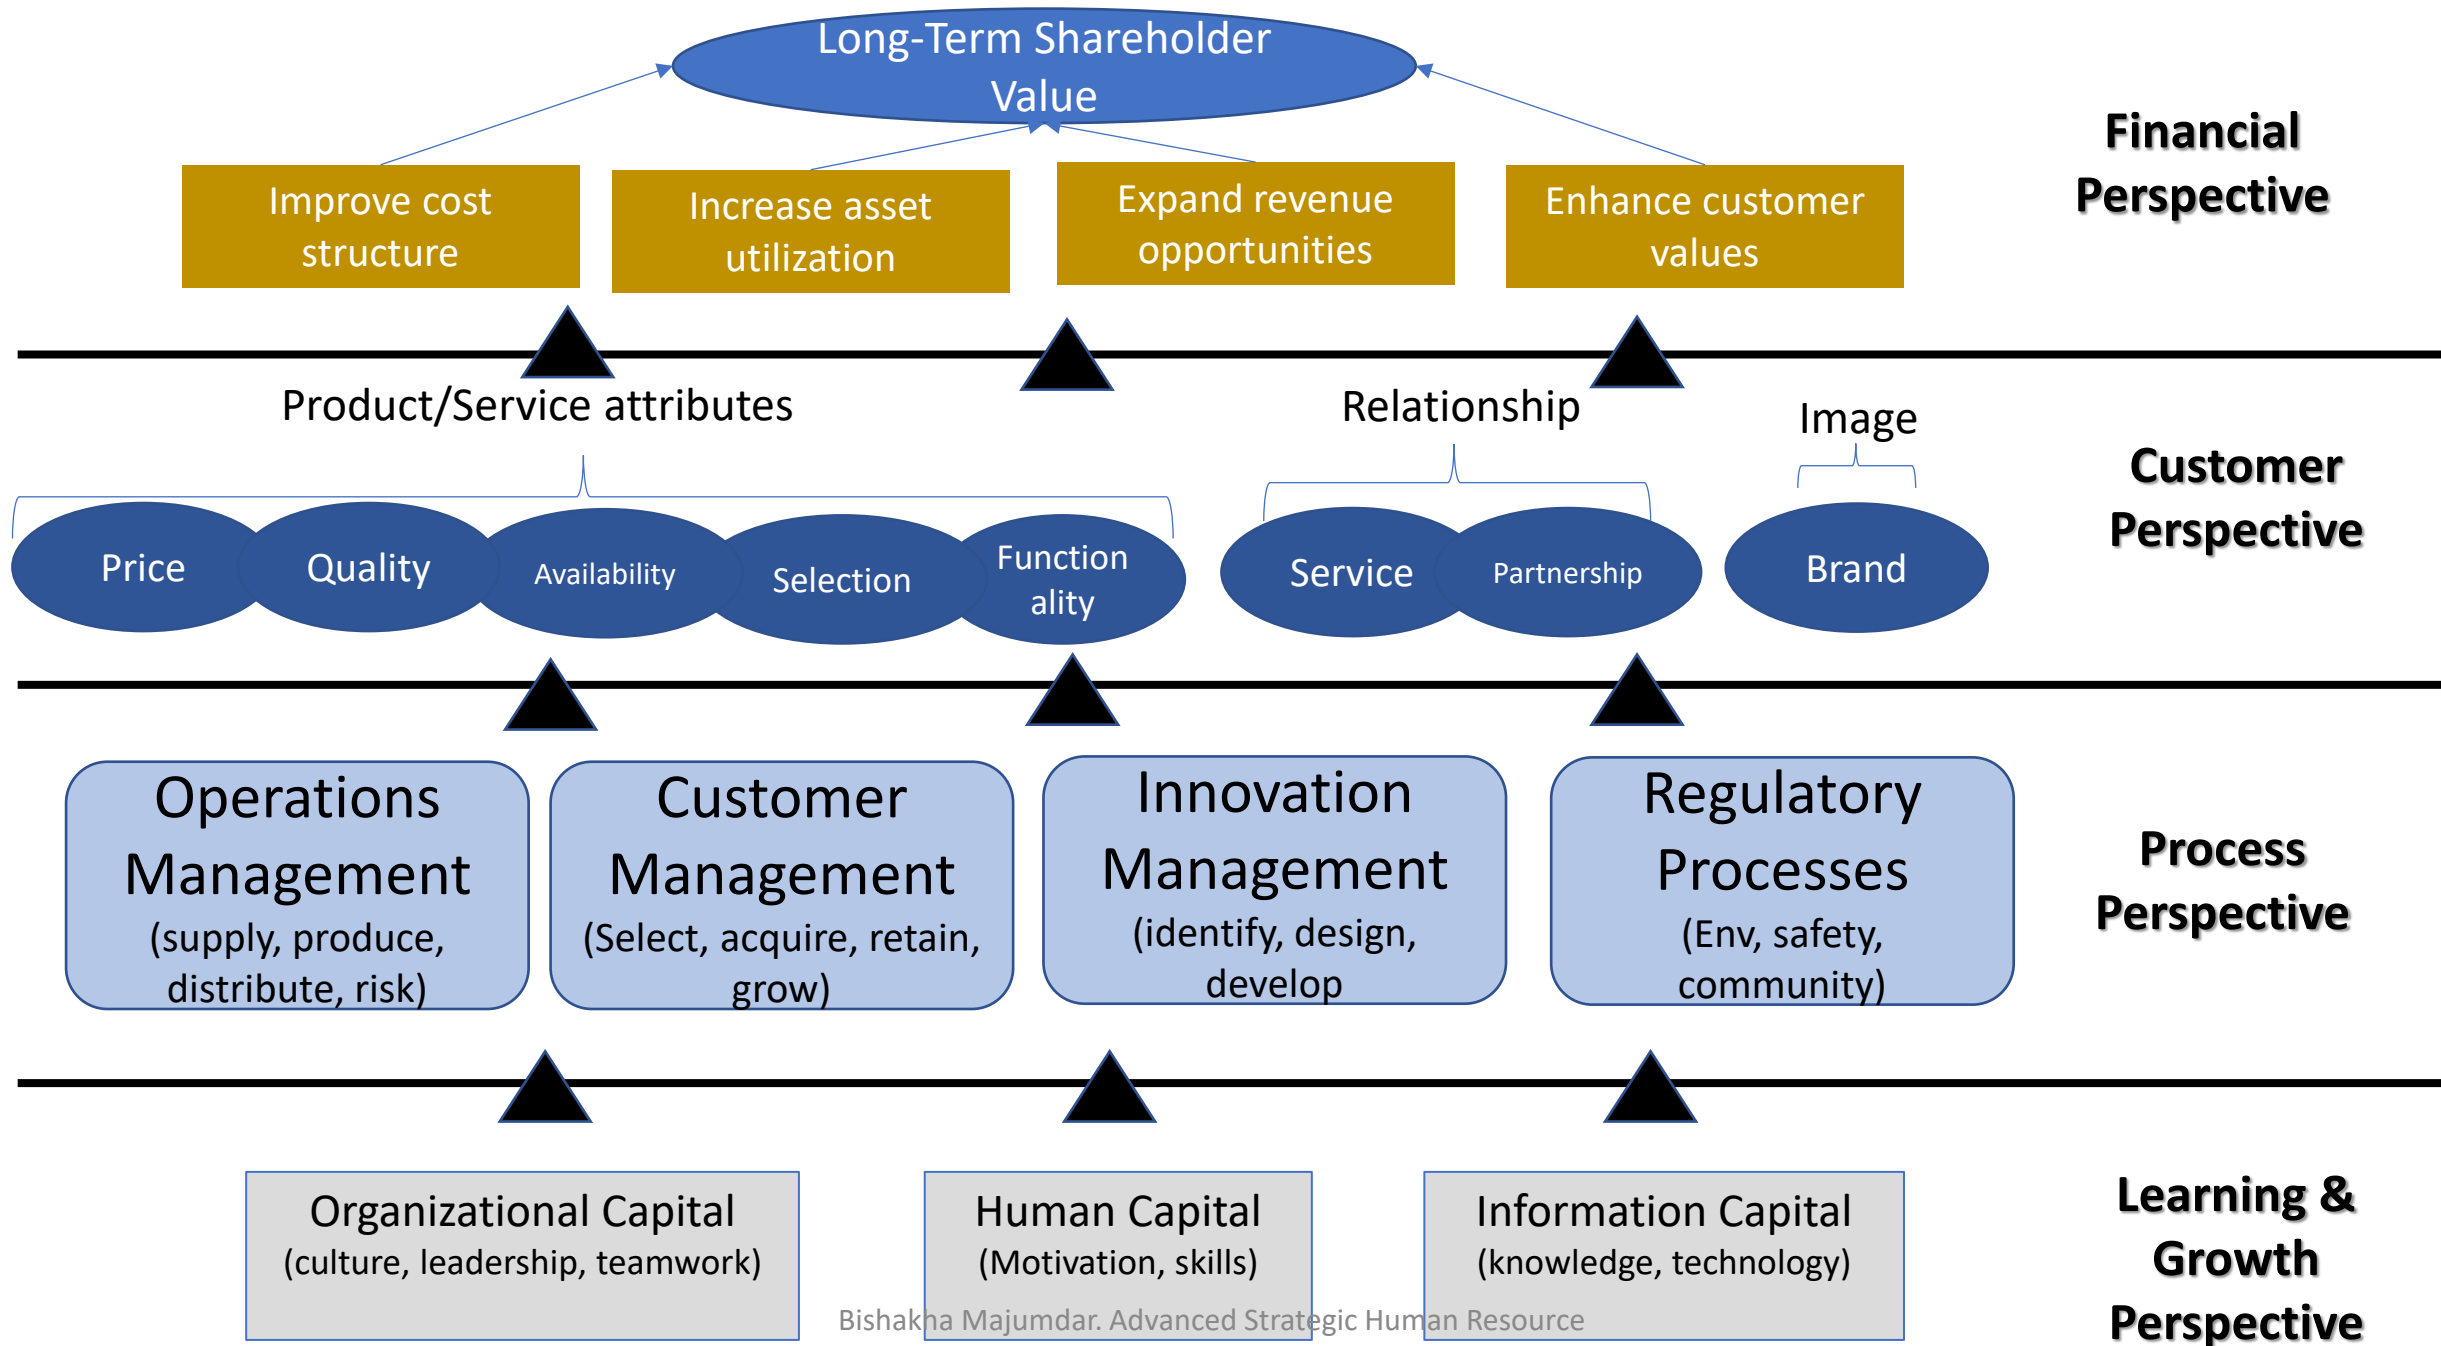 Long-Term Shareholder
Value
Improve cost
structure
Increase asset
utilization
Expand revenue
opportunities
Enhance customer
values
Financial
Perspective
Product/Service attributes
Relationship
Image
Price
Quality
Availability
Selection
Function
ality
Service
Partnership
Brand
Customer
Perspective
Operations
Management
(supply, produce,
distribute, risk)
Customer
Management
(Select, acquire, retain,
grow)
Innovation
Management
(identify, design,
develop
Regulatory
Processes
(Env, safety,
community)
Process
Perspective
Organizational Capital
(culture, leadership, teamwork)
Human Capital
(Motivation, skills)
Information Capital
(knowledge, technology)
Learning &
Growth
Perspective
Bishakha Majumdar. Advanced Strategic Human Resource